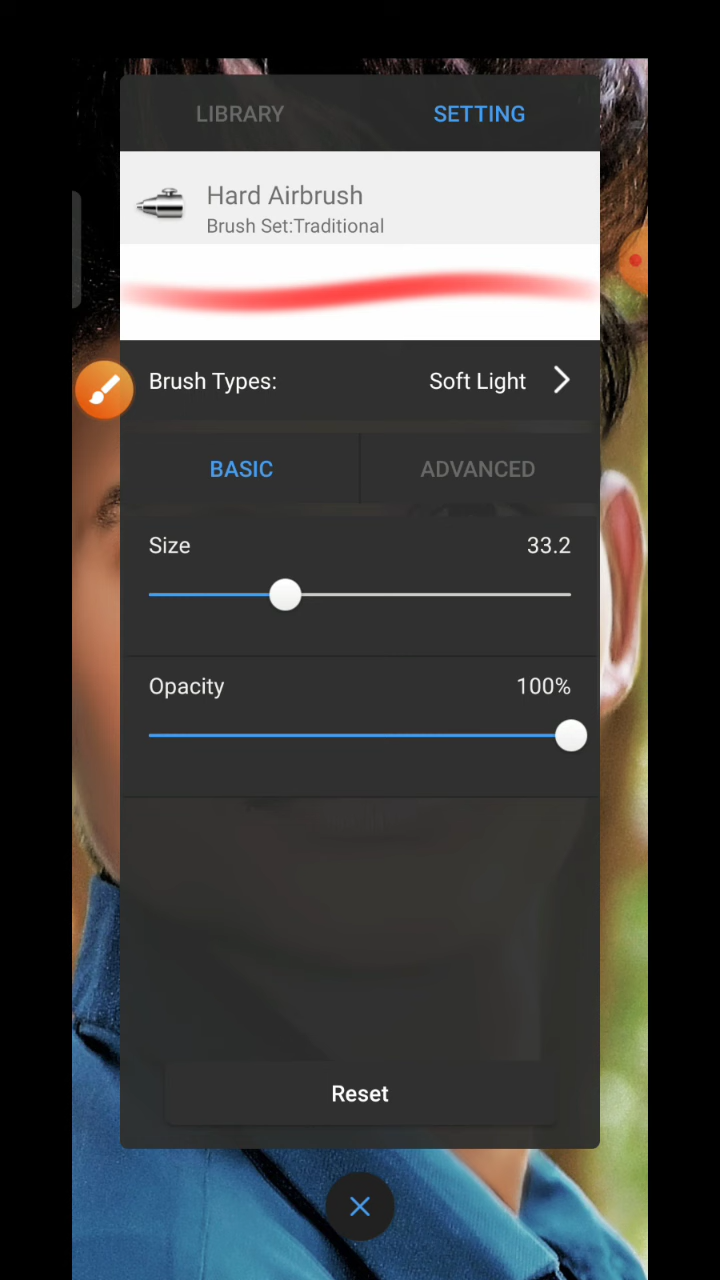 LIBRARY SETTING
Hard Airbrush
Brush Set:Traditional
Brush Types: Soft Light
BASIC ADVANCED
Size 33.2
Opacity 100%
Reset